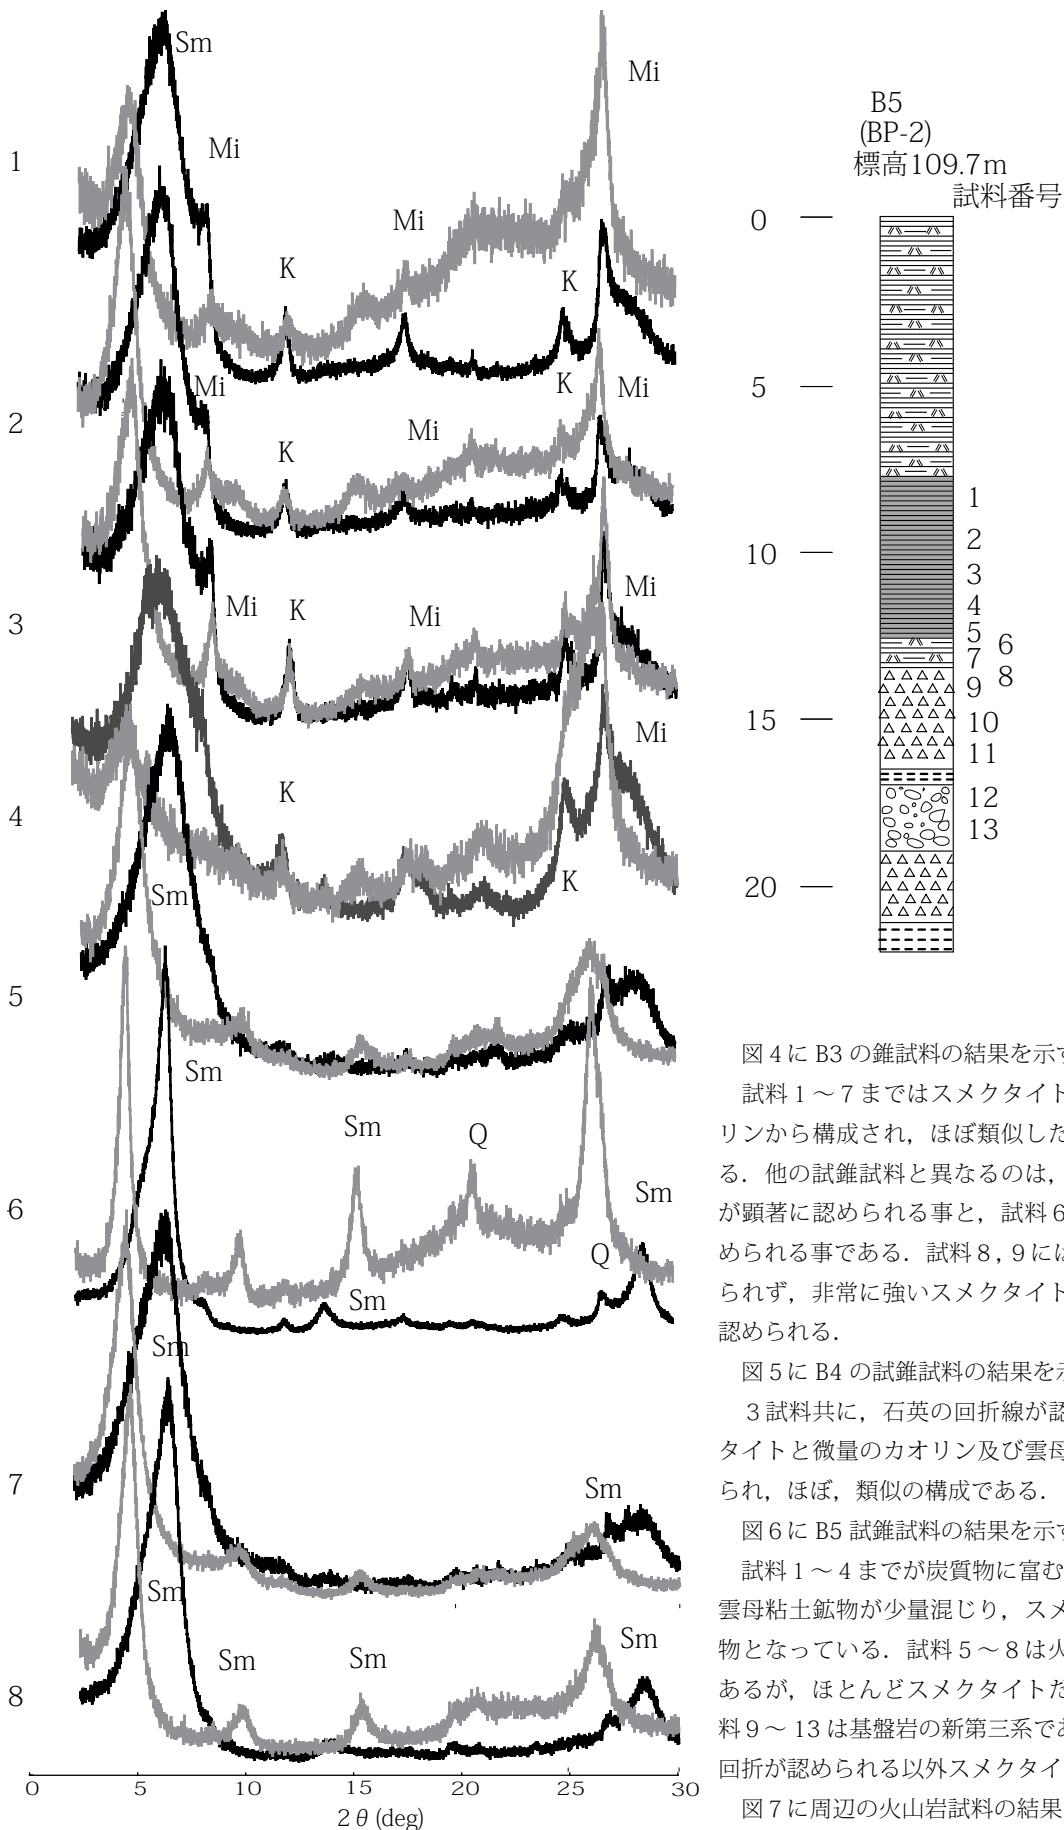 Sm
Mi
1
Mi
Mi
K
K
Mi
K
Mi
2
Mi
K
Mi
3
Mi
K
Mi
Mi
4
K
K
Sm
5
Sm
Sm
Q
Sm
6
Q
Sm
Sm
7
Sm
Sm
8
Sm
Sm
Sm
0 5 10 15 20 25 30
2 θ (deg)
B5
(BP-2)
標高109.7m
試料番号
0
5
10
15
20
1
2
3
4
5
6
7
8
9
10
11
12
13
図４に B3 の錐試料の結果を示す
試料１～７まではスメクタイト
リンから構成され，ほぼ類似した
る．他の試錐試料と異なるのは，
が顕著に認められる事と，試料６
められる事である．試料８,９には
られず，非常に強いスメクタイト
認められる．
図５に B4 の試錐試料の結果を示
３試料共に，石英の回折線が認
タイトと微量のカオリン及び雲母
られ，ほぼ，類似の構成である．
図６に B5 試錐試料の結果を示す
試料１～４までが炭質物に富む
雲母粘土鉱物が少量混じり，スメ
物となっている．試料５～８は火
あるが，ほとんどスメクタイトだ
料９～ 13 は基盤岩の新第三系であ
回折が認められる以外スメクタイ
図７に周辺の火山岩試料の結果